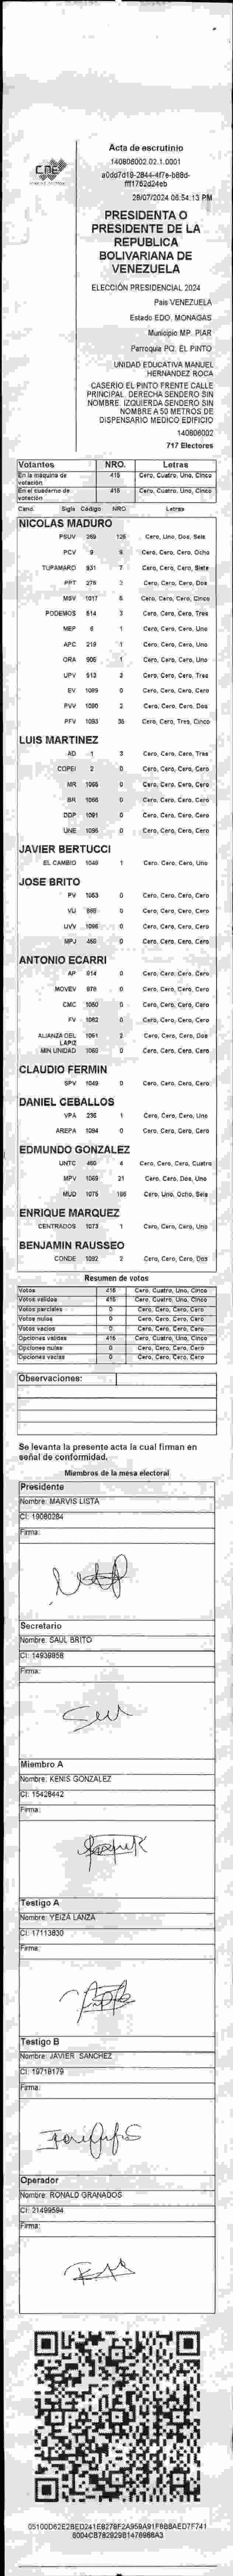 CNE
Acta de escrutinio
140806002.02.1.0001
a0dd7d19-2844-4f7e-b88d-
fff1762d24eb
28/07/2024 06:54:13 PM
PRESIDENTA O
PRESIDENTE DE LA
REPUBLICA
BOLIVARIANA DE
VENEZUELA
ELECCIÓN PRESIDENCIAL 2024
Pais VENEZUELA
Estado EDO. MONAGAS
Municipio MP. PIAR
Parroquia PQ. EL PINTO
UNIDAD EDUCATIVA MANUEL
HERNANDEZ ROCA
CASERIO EL PINTO FRENTE CALLE
PRINCIPAL. DERECHA SENDERO SIN
NOMBRE. IZQUIERDA SENDERO SIN
NOMBRE A 50 METROS DE
DISPENSARIO MEDICO EDIFICIO
140806002
717 Electores
Votantes NRO. Letras
En la máquina de votación 415 Cero, Cuatro, Uno, Cinco
En el cuaderno de votación 415 Cero, Cuatro, Uno, Cinco
Cand. Sigla Código NRO. Letras
NICOLAS MADURO
PSUV 269 126 Cero, Uno, Dos, Seis
PCV 9 8 Cero, Cero, Cero, Ocho
TUPAMARO 931 7 Cero, Cero, Cero, Siete
PPT 276 2 Cero, Cero, Cero, Dos
MSV 1017 5 Cero, Cero, Cero, Cinco
PODEMOS 514 3 Cero, Cero, Cero, Tres
MEP 6 1 Cero, Cero, Cero, Uno
APC 218 1 Cero, Cero, Cero, Uno
ORA 906 1 Cero, Cero, Cero, Uno
UPV 513 3 Cero, Cero, Cero, Tres
EV 1089 0 Cero, Cero, Cero, Cero
PVV 1090 2 Cero, Cero, Cero, Dos
PFV 1093 35 Cero, Cero, Tres, Cinco
LUIS MARTINEZ
AD 1 3 Cero, Cero, Cero, Tres
COPEI 2 0 Cero, Cero, Cero, Cero
MR 1065 0 Cero, Cero, Cero, Cero
BR 1066 0 Cero, Cero, Cero, Cero
DDP 1091 0 Cero, Cero, Cero, Cero
UNE 1095 0 Cero, Cero, Cero, Cero
JAVIER BERTUCCI
EL CAMBIO 1048 1 Cero, Cero, Cero, Uno
JOSE BRITO
PV 1053 0 Cero, Cero, Cero, Cero
VU 888 0 Cero, Cero, Cero, Cero
UVV 1096 0 Cero, Cero, Cero, Cero
MPJ 468 0 Cero, Cero, Cero, Cero
ANTONIO ECARRI
AP 914 0 Cero, Cero, Cero, Cero
MOVEV 978 0 Cero, Cero, Cero, Cero
CMC 1050 0 Cero, Cero, Cero, Cero
FV 1062 0 Cero, Cero, Cero, Cero
ALIANZA DEL LAPIZ 1061 2 Cero, Cero, Cero, Dos
MIN UNIDAD 1063 0 Cero, Cero, Cero, Cero
CLAUDIO FERMIN
SPV 1049 0 Cero, Cero, Cero, Cero
DANIEL CEBALLOS
VPA 236 1 Cero, Cero, Cero, Uno
AREPA 1094 0 Cero, Cero, Cero, Cero
EDMUNDO GONZALEZ
UNTC 460 4 Cero, Cero, Cero, Cuatro
MPV 1069 21 Cero, Cero, Dos, Uno
MUD 1075 186 Cero, Uno, Ocho, Seis
ENRIQUE MARQUEZ
CENTRADOS 1073 1 Cero, Cero, Cero, Uno
BENJAMIN RAUSSEO
CONDE 1092 2 Cero, Cero, Cero, Dos
Resumen de votos
Votos 415 Cero, Cuatro, Uno, Cinco
Votos válidos 415 Cero, Cuatro, Uno, Cinco
Votos parciales 0 Cero, Cero, Cero, Cero
Votos nulos 0 Cero, Cero, Cero, Cero
Votos vacíos 0 Cero, Cero, Cero, Cero
Opciones válidas 415 Cero, Cuatro, Uno, Cinco
Opciones nulas 0 Cero, Cero, Cero, Cero
Opciones vacías 0 Cero, Cero, Cero, Cero
Observaciones:
Se levanta la presente acta la cual firman en
señal de conformidad.
Miembros de la mesa electoral
Presidente
Nombre: MARVIS LISTA
CI: 19080284
Firma:
Secretario
Nombre: SAUL BRITO
CI: 14939858
Firma:
Miembro A
Nombre: KENIS GONZALEZ
CI: 15428442
Firma:
Testigo A
Nombre: YEIZA LANZA
CI: 17113830
Firma:
Testigo B
Nombre: JAVIER SANCHEZ
CI: 19718179
Firma:
Operador
Nombre: RONALD GRANADOS
CI: 21499594
Firma: